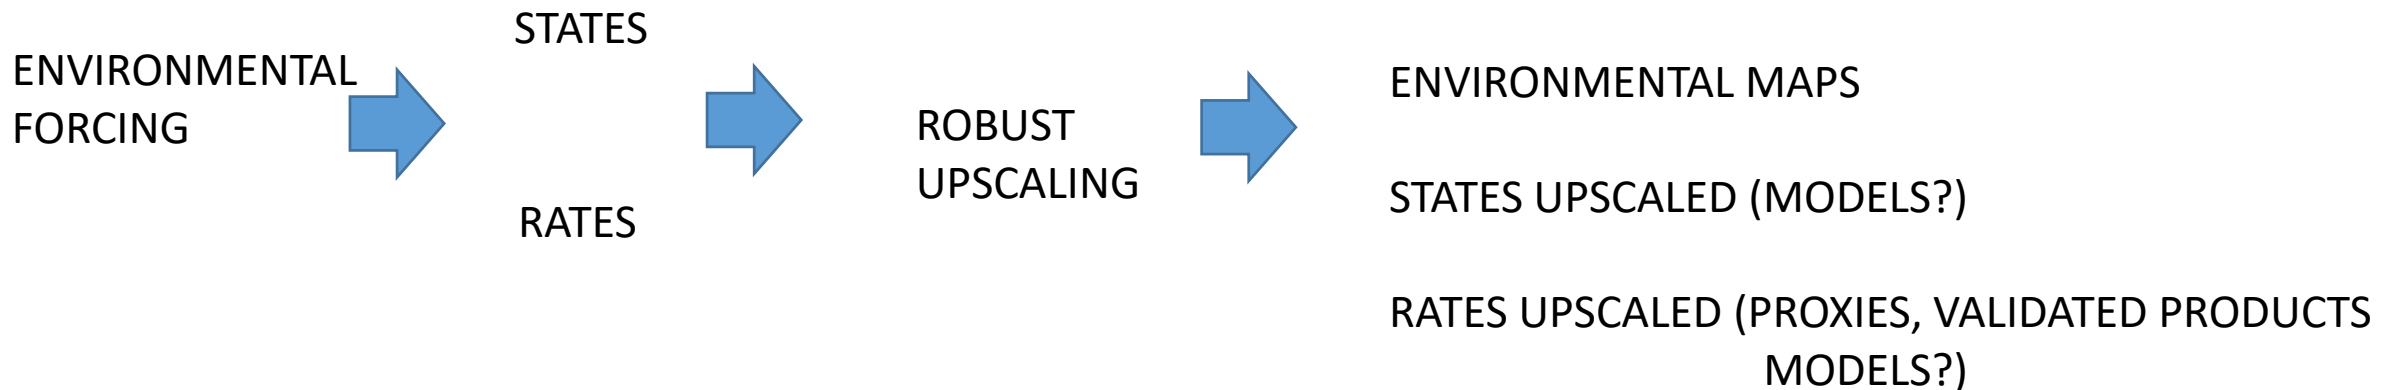 ENVIRONMENTAL
FORCING
STATES
RATES
ROBUST
UPSCALING
ENVIRONMENTAL MAPS
STATES UPSCALED (MODELS?)
RATES UPSCALED (PROXIES, VALIDATED PRODUCTS
MODELS?)